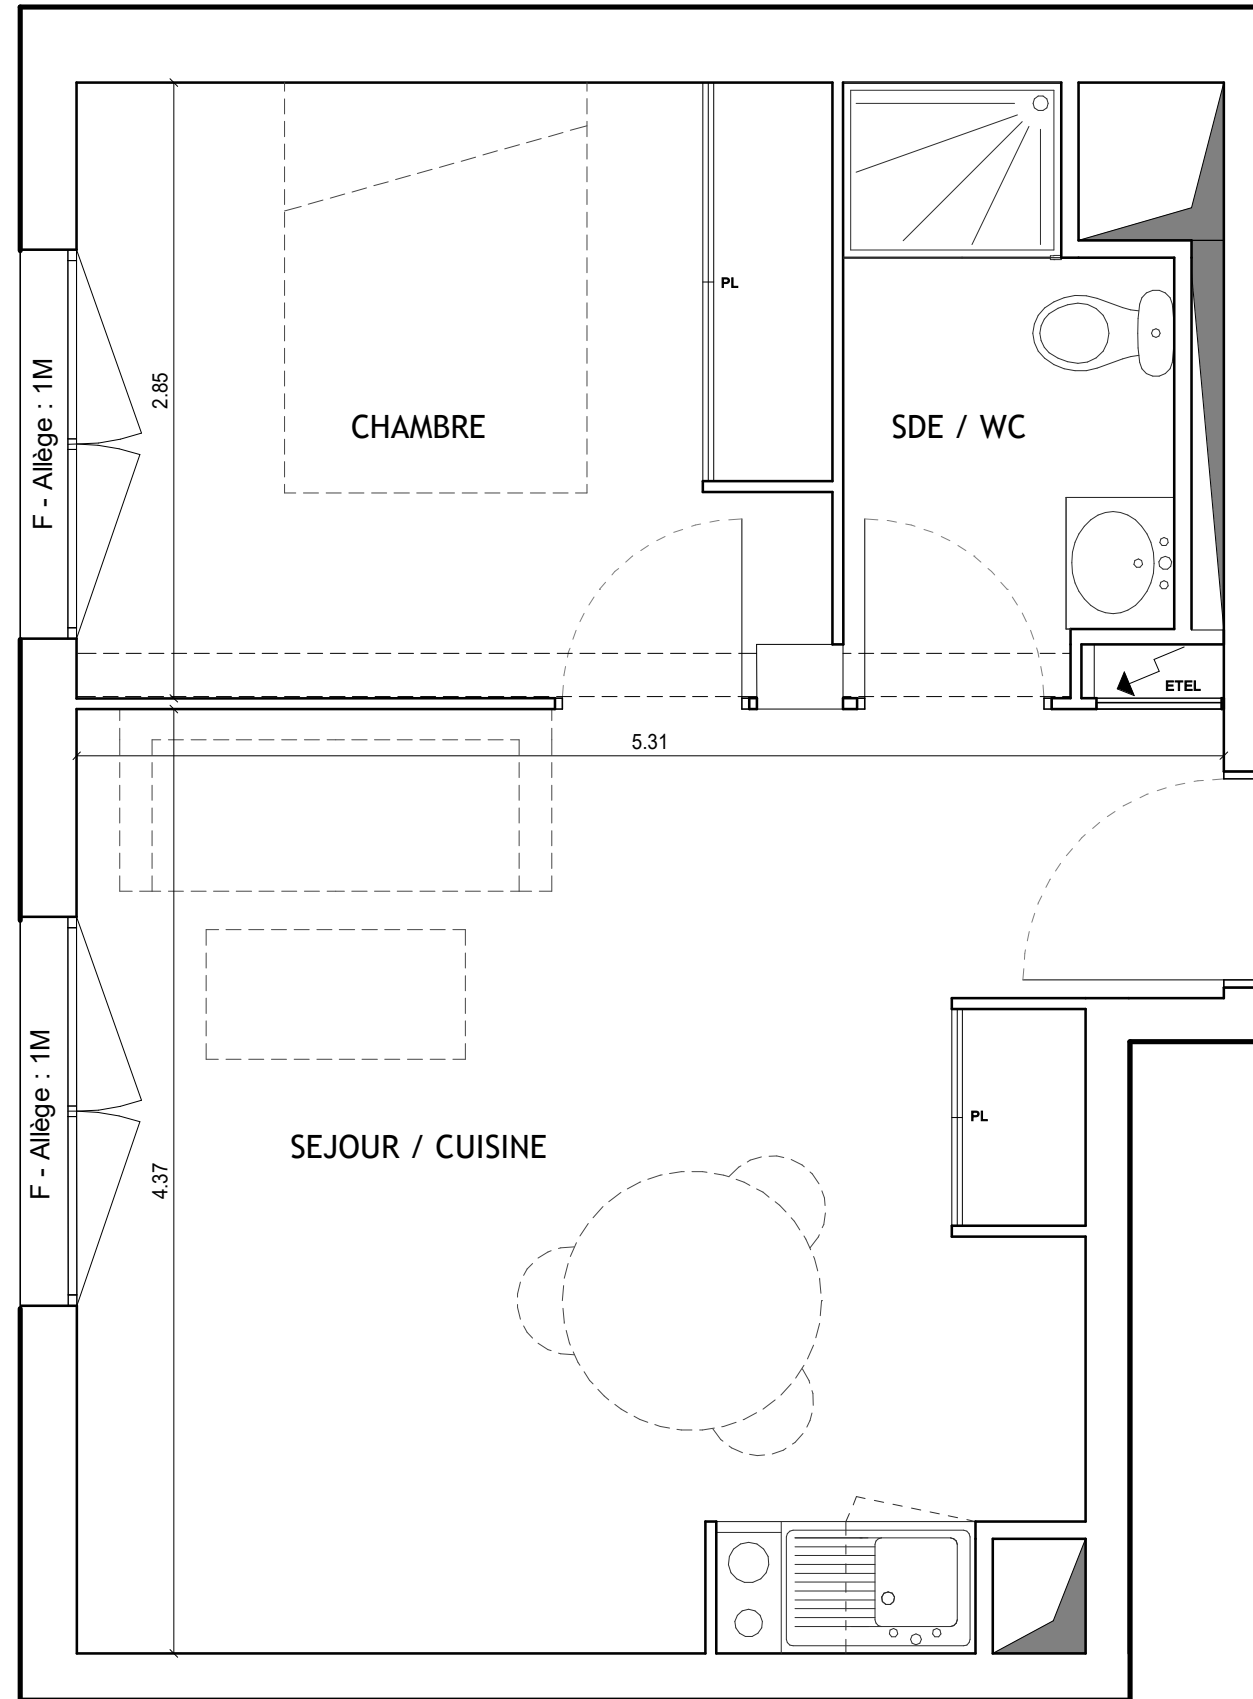 PL
2.85
F - Allège : 1M
CHAMBRE
SDE / WC
ETEL
5.31
PL
F - Allège : 1M
SEJOUR / CUISINE
4.37